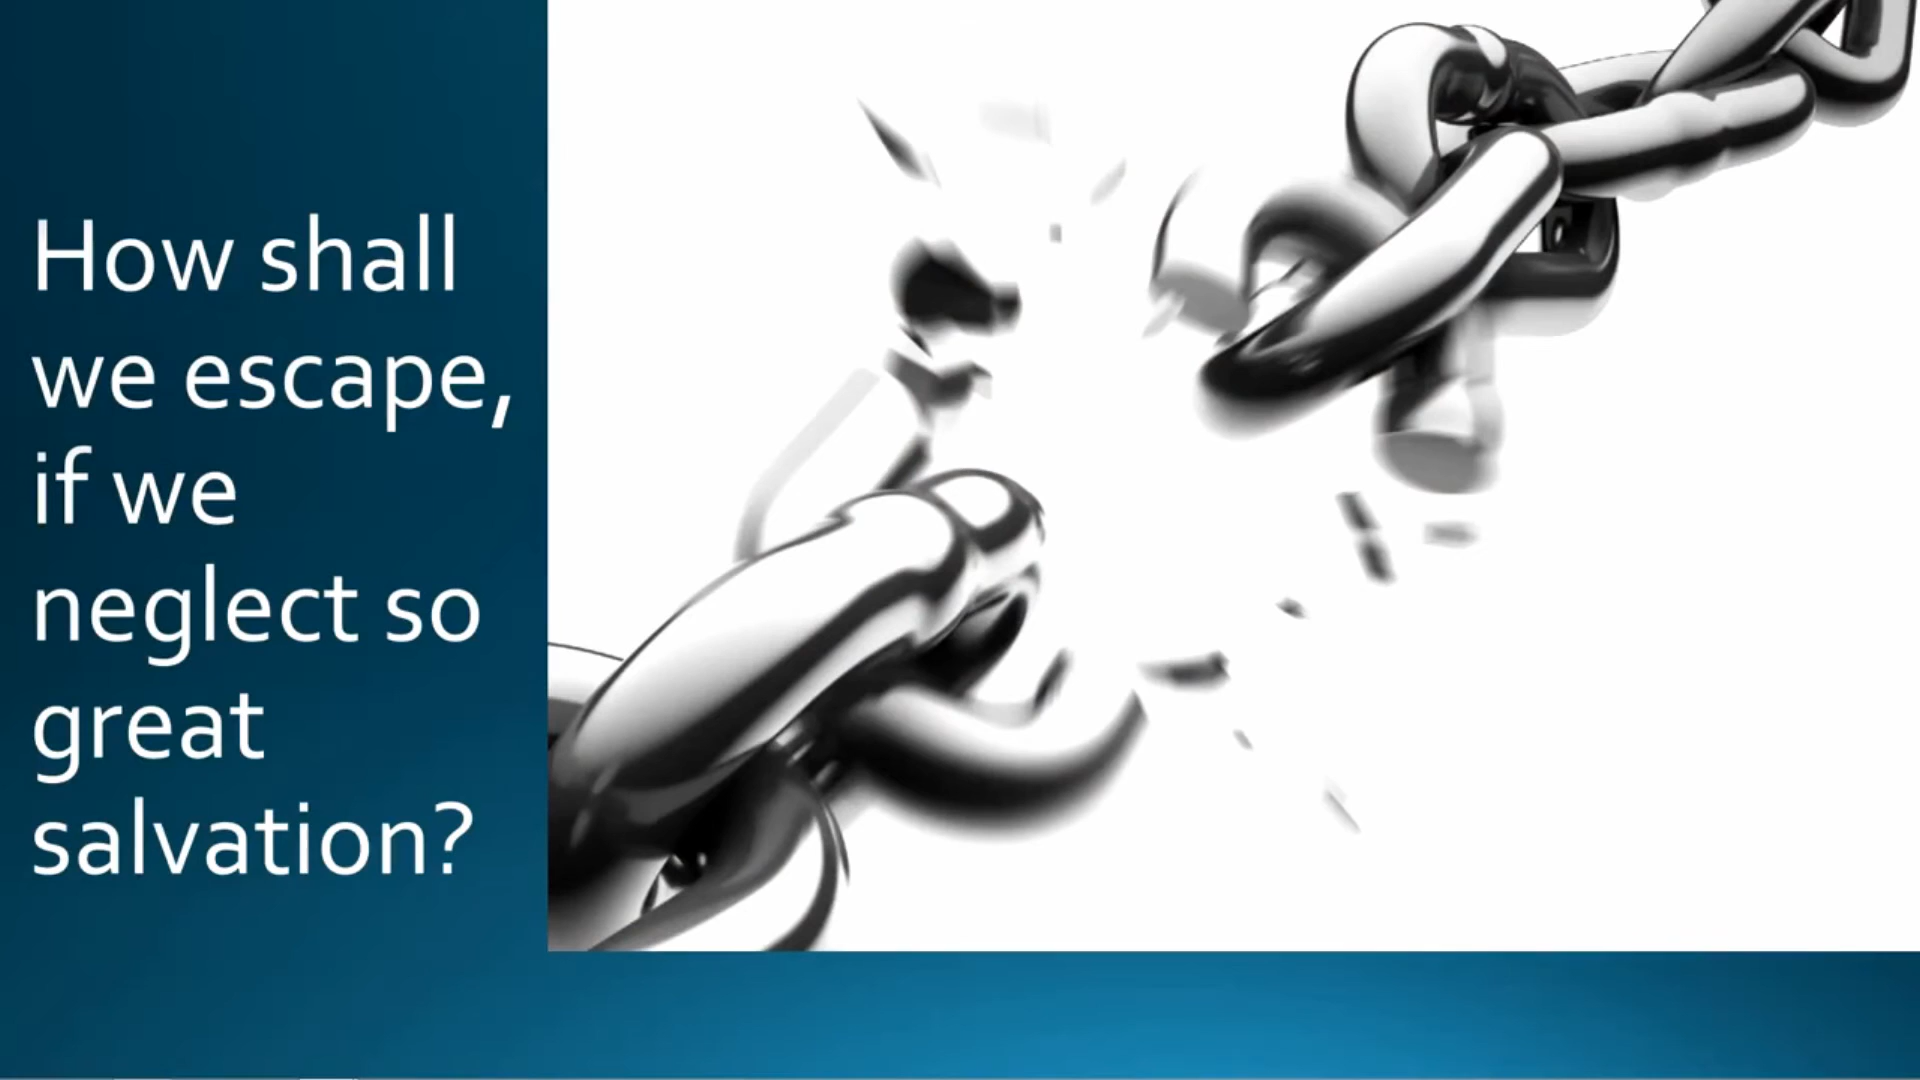 How shall
we escape,
if we
neglect so
great
salvation?